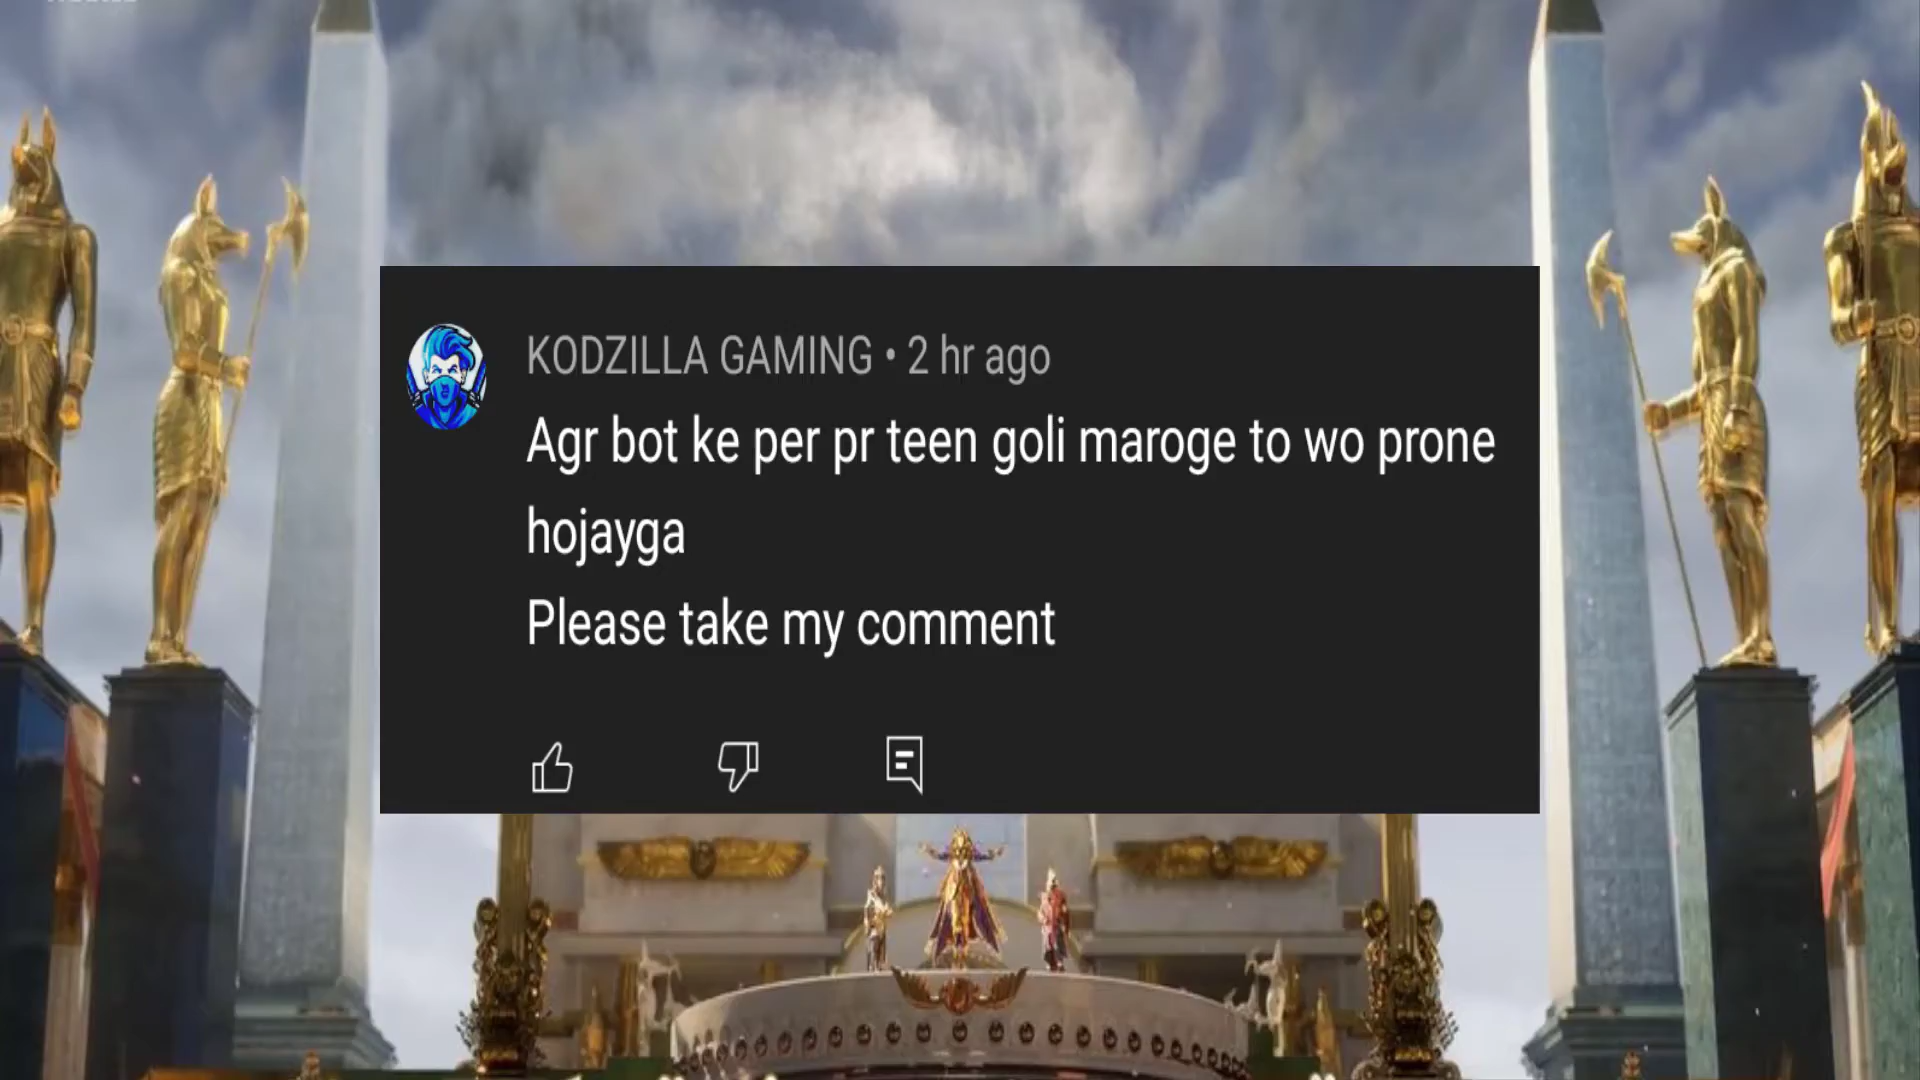 KODZILLA GAMING • 2 hr ago
Agr bot ke per pr teen goli maroge to wo prone
hojayga
Please take my comment